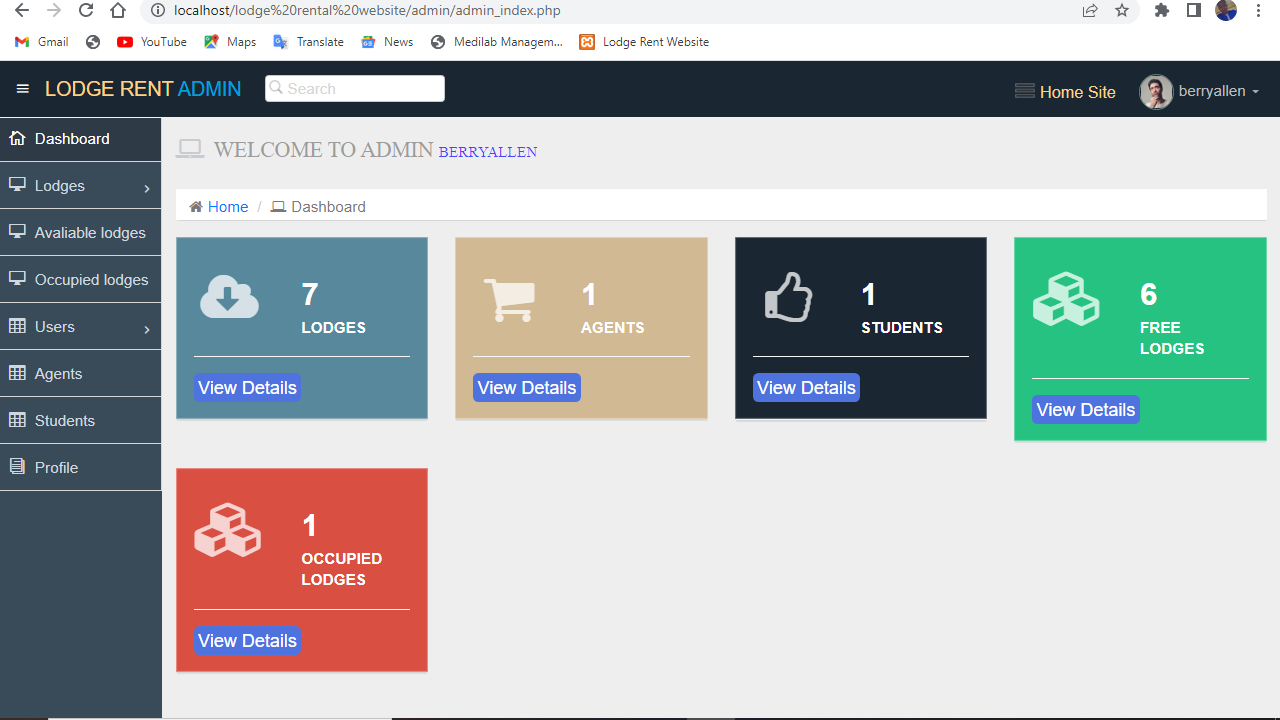 localhost/lodge%20rental%20website/admin/admin_index.php
Gmail YouTube Maps Translate News Medilab Managem... Lodge Rent Website
LODGE RENT ADMIN Search Home Site berryallen
Dashboard
Lodges
Avaliable lodges
Occupied lodges
Users
Agents
Students
Profile
WELCOME TO ADMIN BERRYALLEN
Home / Dashboard
7
LODGES
View Details
1
AGENTS
View Details
1
STUDENTS
View Details
6
FREE
LODGES
View Details
1
OCCUPIED
LODGES
View Details